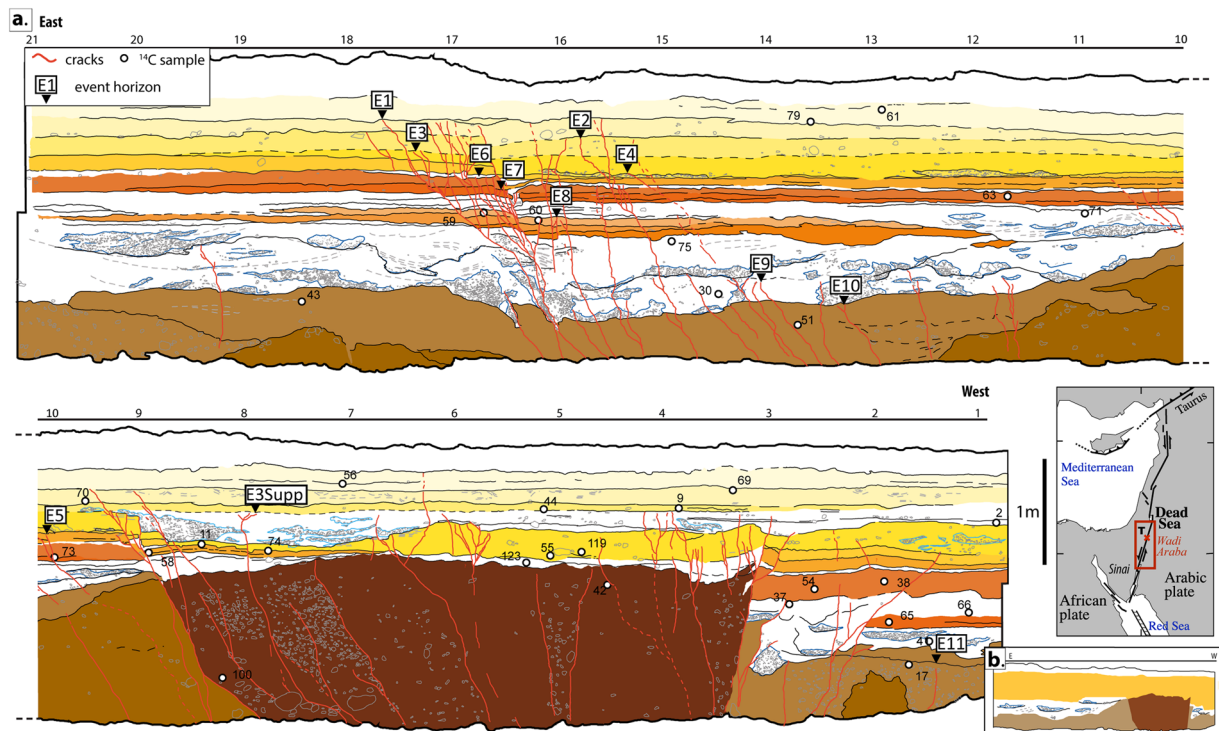 a.
East
21 20 19 18 17 16 15 14 13 12 11 10
cracks ¹⁴C sample
E1 event horizon
E1
E2
E3
E4
E6
E7
E8
E9
E10
79
61
63
71
59
60
75
43
30
51
West
10 9 8 7 6 5 4 3 2 1
56
69
70
E3Supp
44
9
2
E5
11
74
73
58
123
55
119
42
54
38
37
65
66
E11
17
100
1m
Taurus
Mediterranean
Sea
Dead
Sea
T
Wadi
Araba
Sinai
Arabic
plate
African
plate
Red Sea
b.
E W